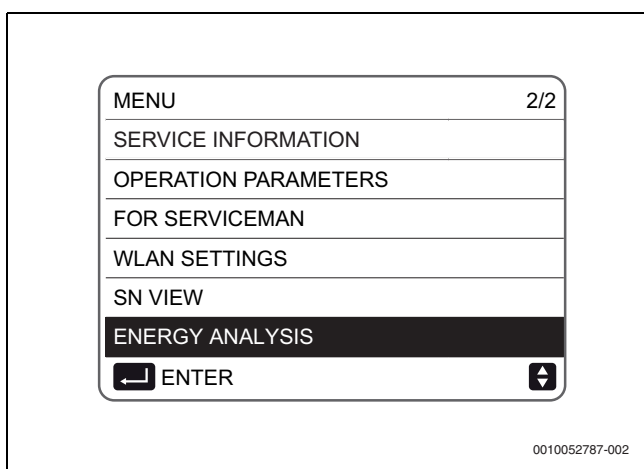 MENU 2/2
SERVICE INFORMATION
OPERATION PARAMETERS
FOR SERVICEMAN
WLAN SETTINGS
SN VIEW
ENERGY ANALYSIS
ENTER
0010052787-002